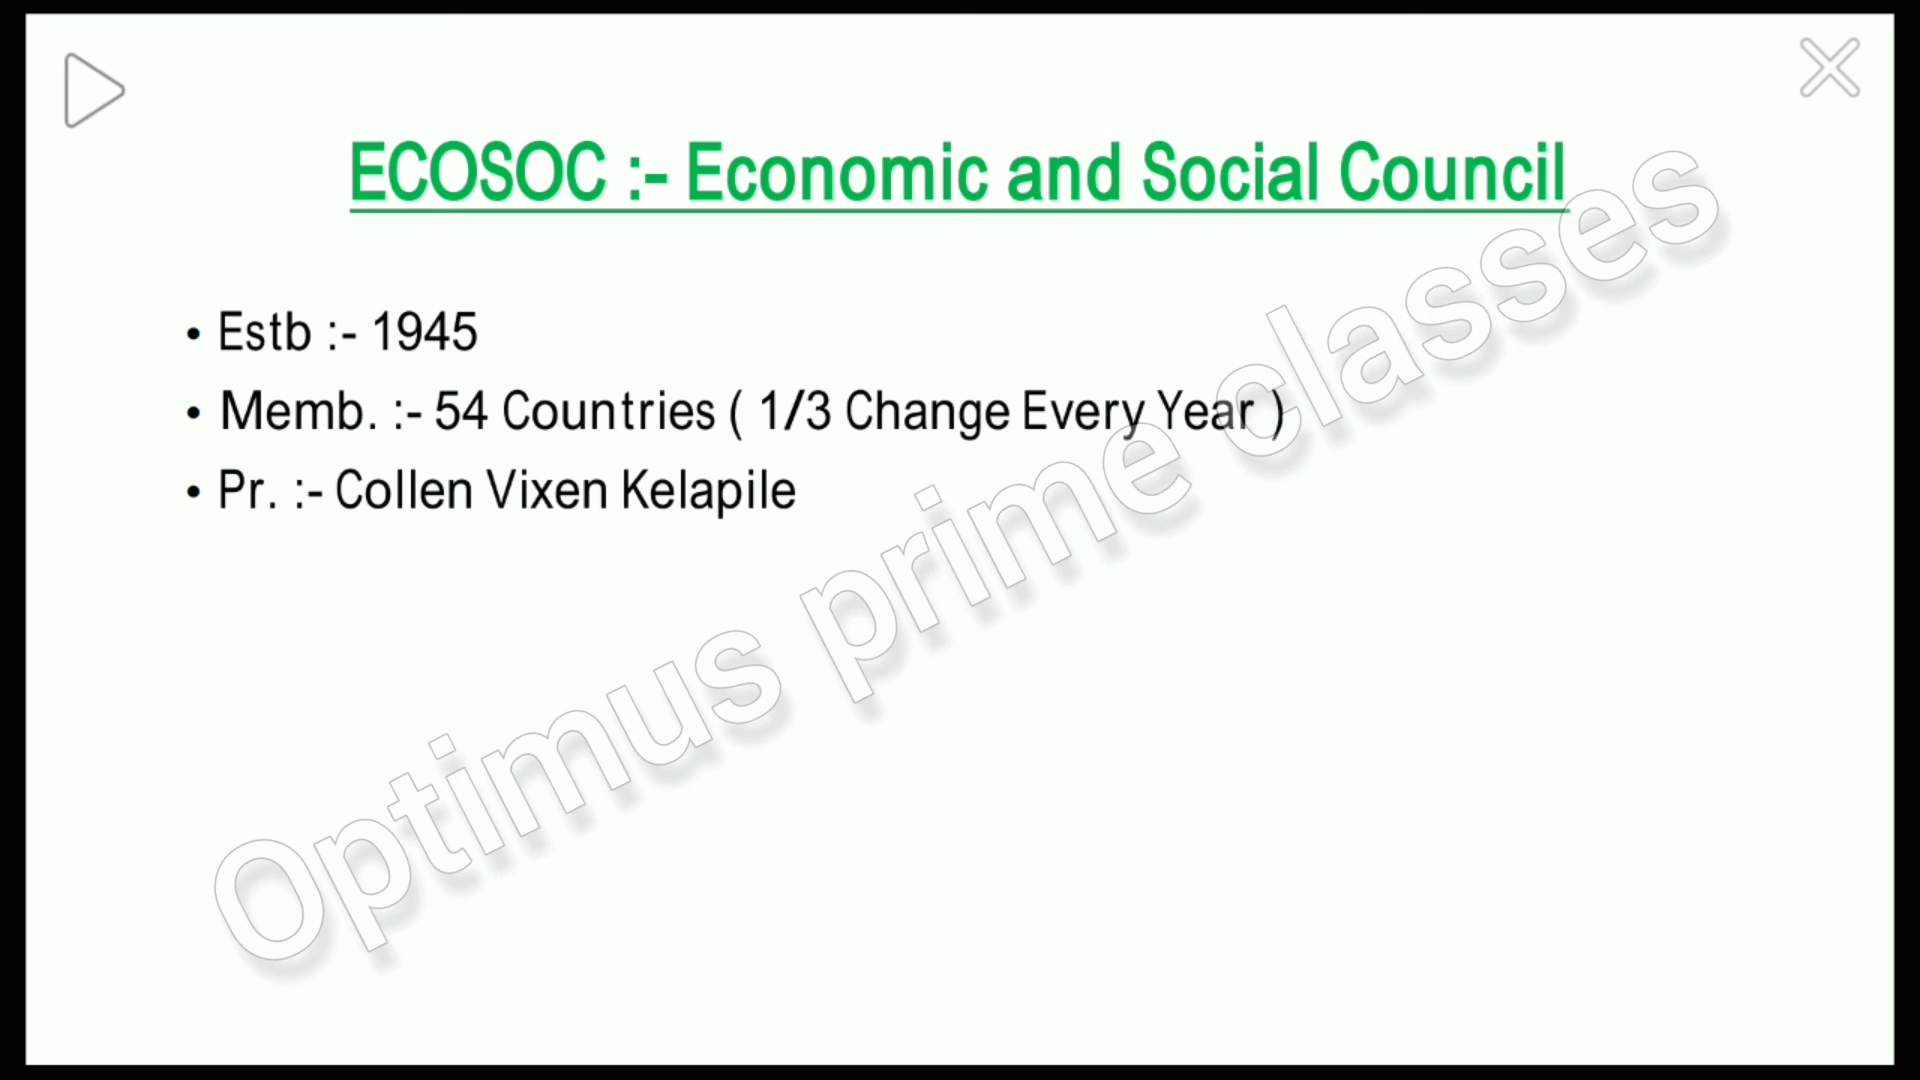 ECOSOC :- Economic and Social Council
• Estb :- 1945
• Memb. :- 54 Countries ( 1/3 Change Every Year )
• Pr. :- Collen Vixen Kelapile
Optimus prime classes